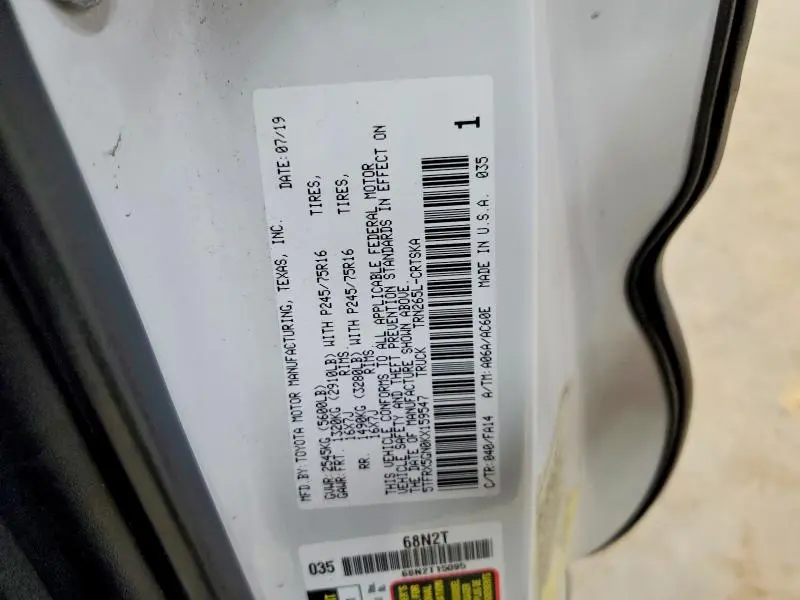 MFD. BY: TOYOTA MOTOR MANUFACTURING, TEXAS, INC. DATE: 07/19
GVWR: 2545KG (5600LB)
GAWR: FRT. 1320KG (2910LB) WITH P245/75R16 TIRES,
16X7J RIMS
RR. 1490KG (3280LB) WITH P245/75R16 TIRES,
16X7J RIMS
THIS VEHICLE CONFORMS TO ALL APPLICABLE FEDERAL MOTOR
VEHICLE SAFETY AND THEFT PREVENTION STANDARDS IN EFFECT ON
THE DATE OF MANUFACTURE SHOWN ABOVE.
5TFRX5GN0KX159547 TRUCK TRN265L-CRTSKA
1
C/TR: 040/FA14 A/TM: A06A/AC60E MADE IN U.S.A. 035
68N2T
035
68N2T15095